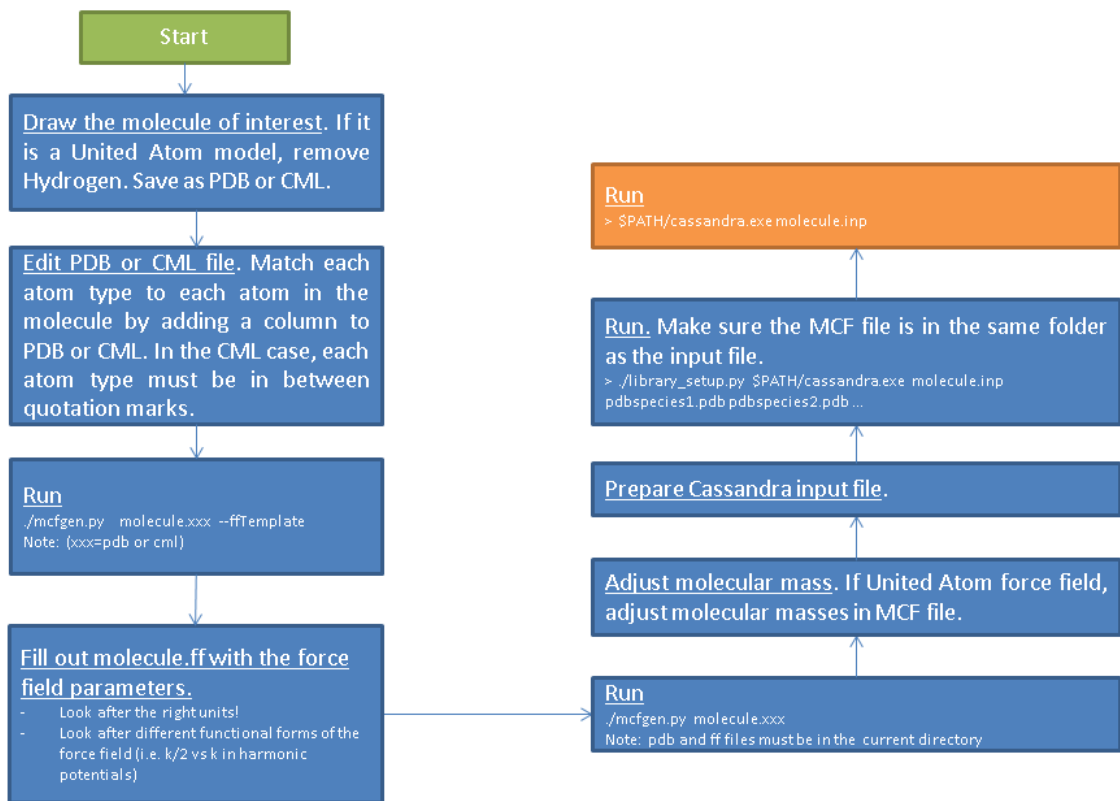 Start
Draw the molecule of interest. If it
is a United Atom model, remove
Hydrogen. Save as PDB or CML.
Edit PDB or CML file. Match each
atom type to each atom in the
molecule by adding a column to
PDB or CML. In the CML case, each
atom type must be in between
quotation marks.
Run
./mcfgen.py molecule.xxx --ffTemplate
Note: (xxx=pdb or cml)
Fill out molecule.ff with the force
field parameters.
- Look after the right units!
- Look after different functional forms of the
force field (i.e. k/2 vs k in harmonic
potentials)
Run
./mcfgen.py molecule.xxx
Note: pdb and ff files must be in the current directory
Adjust molecular mass. If United Atom force field,
adjust molecular masses in MCF file.
Prepare Cassandra input file.
Run. Make sure the MCF file is in the same folder
as the input file.
> ./library_setup.py $PATH/cassandra.exe molecule.inp
pdbspecies1.pdb pdbspecies2.pdb ...
Run
> $PATH/cassandra.exe molecule.inp